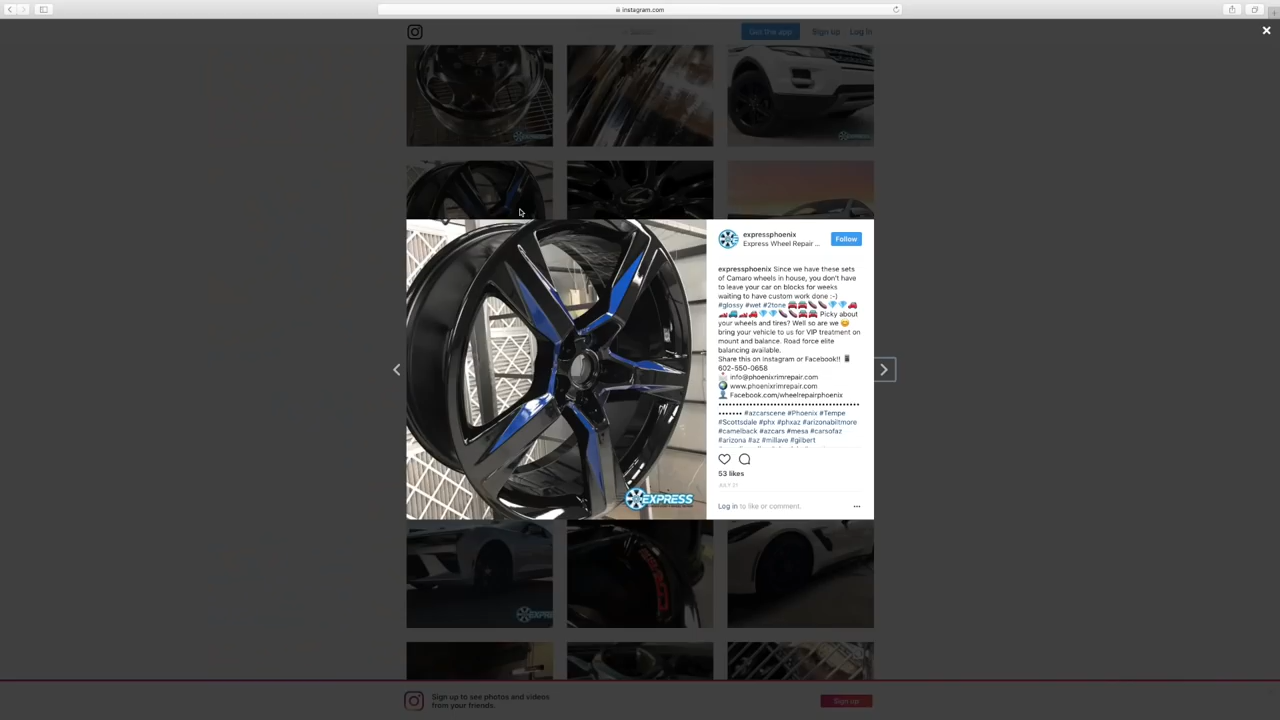 instagram.com
Search
Get the app
Sign up
Log in
EXPRESS
EXPRESS
expressphoenix
Express Wheel Repair ...
Follow
expressphoenix Since we have these sets
of Camaro wheels in house, you don't have
to leave your car on blocks for weeks
waiting to have custom work done :-)
#glossy #wet #2tone 🚘🚘✒️✒️💎💎🚗
🏎️🚙🏎️🏎️💎💎✒️✒️🚘🚘 Picky about
your wheels and tires? Well so are we 😎
bring your vehicle to us for VIP treatment on
mount and balance. Road force elite
balancing available.
Share this on Instagram or Facebook!! 📱
602-550-0658
📩 info@phoenixrimrepair.com
🌎 www.phoenixrimrepair.com
👤 Facebook.com/wheelrepairphoenix
••••••••••••••••••••••••••••••••••
••••••• #azcarscene #Phoenix #Tempe
#Scottsdale #phx #phxaz #arizonabiltmore
#camelback #azcars #mesa #carsofaz
#arizona #az #millave #gilbert
53 likes
JULY 21
Log in to like or comment.
...
EXPRESS
EXPRESS
Sign up to see photos and videos
from your friends.
Sign up